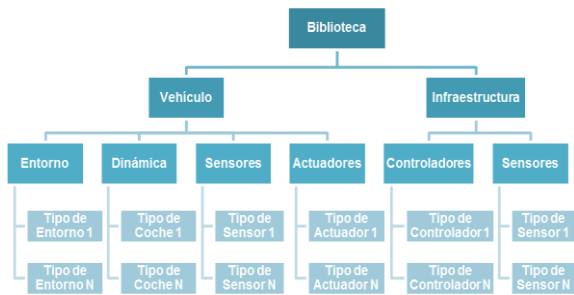 Biblioteca
Vehículo
Infraestructura
Entorno
Dinámica
Sensores
Actuadores
Controladores
Sensores
Tipo de
Entorno 1
Tipo de
Coche 1
Tipo de
Sensor 1
Tipo de
Actuador 1
Tipo de
Controlador 1
Tipo de
Sensor 1
Tipo de
Entorno N
Tipo de
Coche N
Tipo de
Sensor N
Tipo de
Actuador N
Tipo de
Controlador N
Tipo de
Sensor N